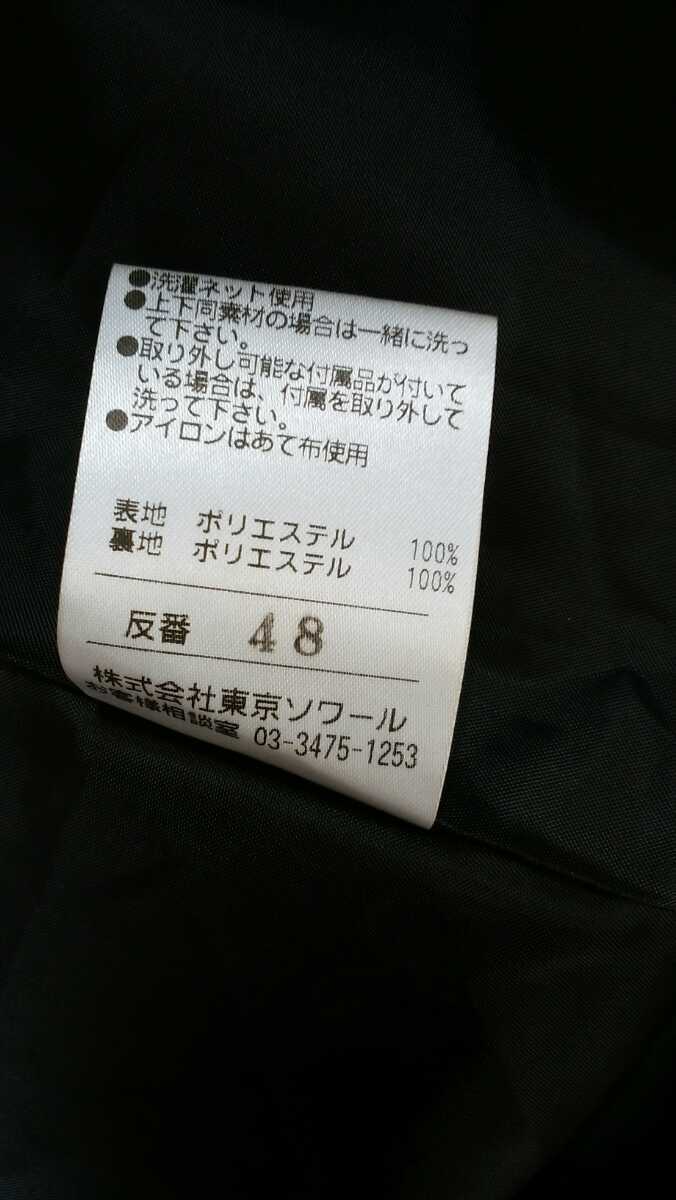 ●洗濯ネット使用
●上下同素材の場合は一緒に洗っ
て下さい。
●取り外し可能な付属品が付いて
いる場合は、付属を取り外して
洗って下さい。
●アイロンはあて布使用
表地 ポリエステル 100%
裏地 ポリエステル 100%
反番 48
株式会社東京ソワール
お客様相談室 03-3475-1253